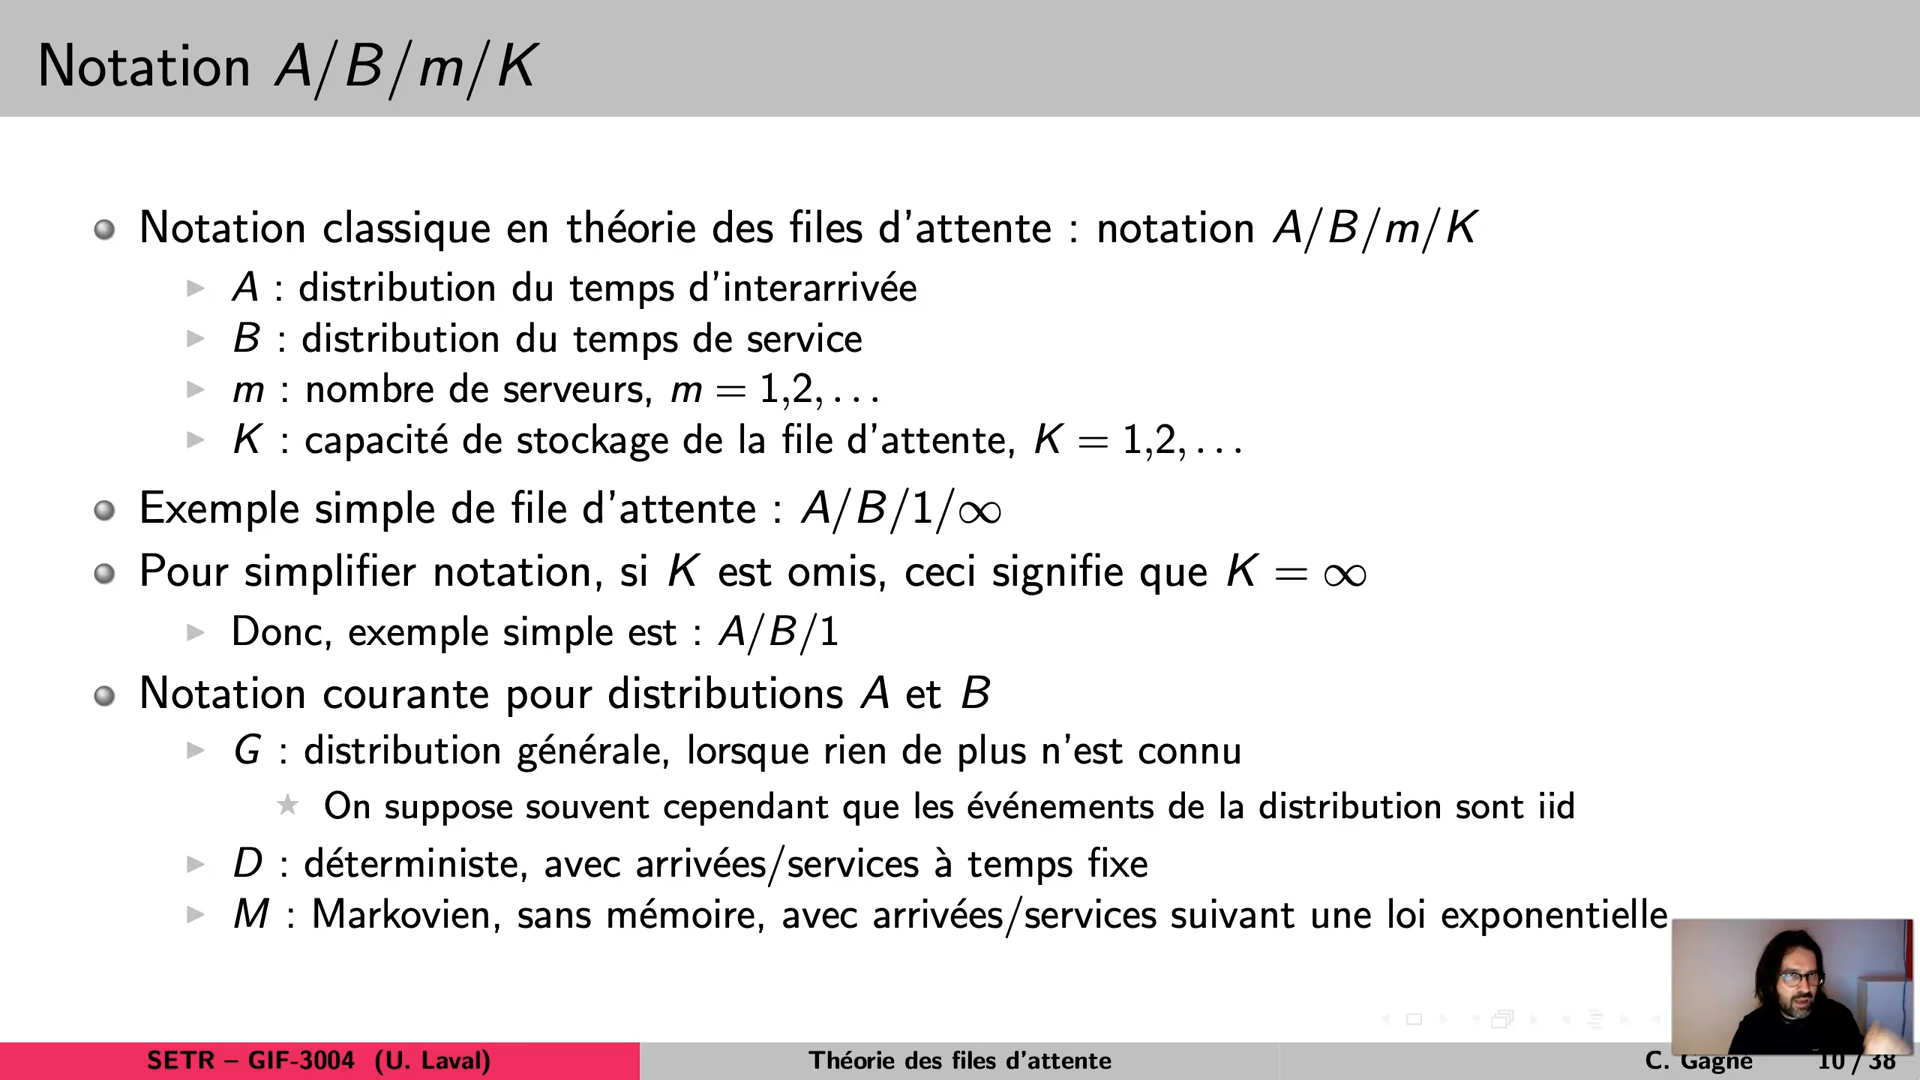 Notation A/B/m/K
Notation classique en théorie des files d'attente : notation A/B/m/K
A : distribution du temps d'interarrivée
B : distribution du temps de service
m : nombre de serveurs, m = 1,2, . . .
K : capacité de stockage de la file d'attente, K = 1,2, . . .
Exemple simple de file d'attente : A/B/1/∞
Pour simplifier notation, si K est omis, ceci signifie que K = ∞
Donc, exemple simple est : A/B/1
Notation courante pour distributions A et B
G : distribution générale, lorsque rien de plus n'est connu
On suppose souvent cependant que les événements de la distribution sont iid
D : déterministe, avec arrivées/services à temps fixe
M : Markovien, sans mémoire, avec arrivées/services suivant une loi exponentielle
SETR – GIF-3004 (U. Laval) Théorie des files d'attente C. Gagné 10 / 38